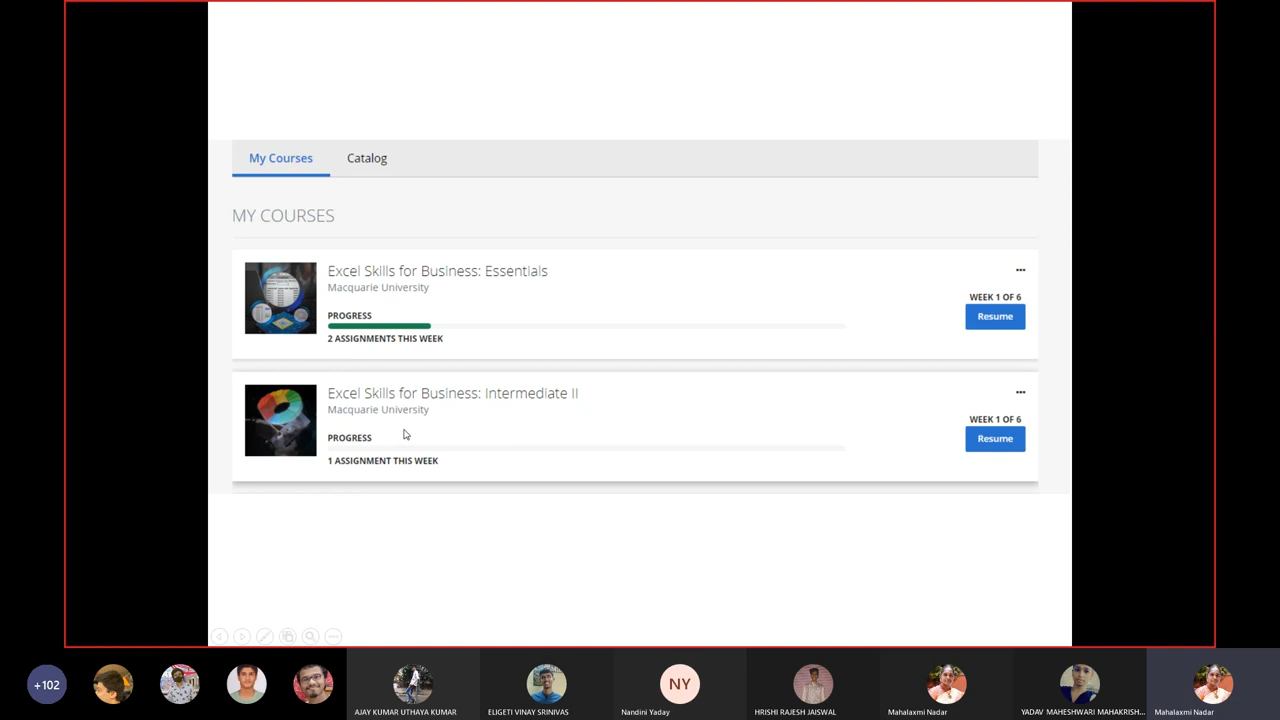 My Courses Catalog
MY COURSES
Excel Skills for Business: Essentials
Macquarie University
PROGRESS
2 ASSIGNMENTS THIS WEEK
WEEK 1 OF 6
Resume
Excel Skills for Business: Intermediate II
Macquarie University
PROGRESS
1 ASSIGNMENT THIS WEEK
WEEK 1 OF 6
Resume
+102
NY
AJAY KUMAR UTHAYA KUMAR
ELIGETI VINAY SRINIVAS
Nandini Yadav
HRISHI RAJESH JAISWAL
Mahalaxmi Nadar
YADAV MAHESHWARI MAHAKRISH...
Mahalaxmi Nadar